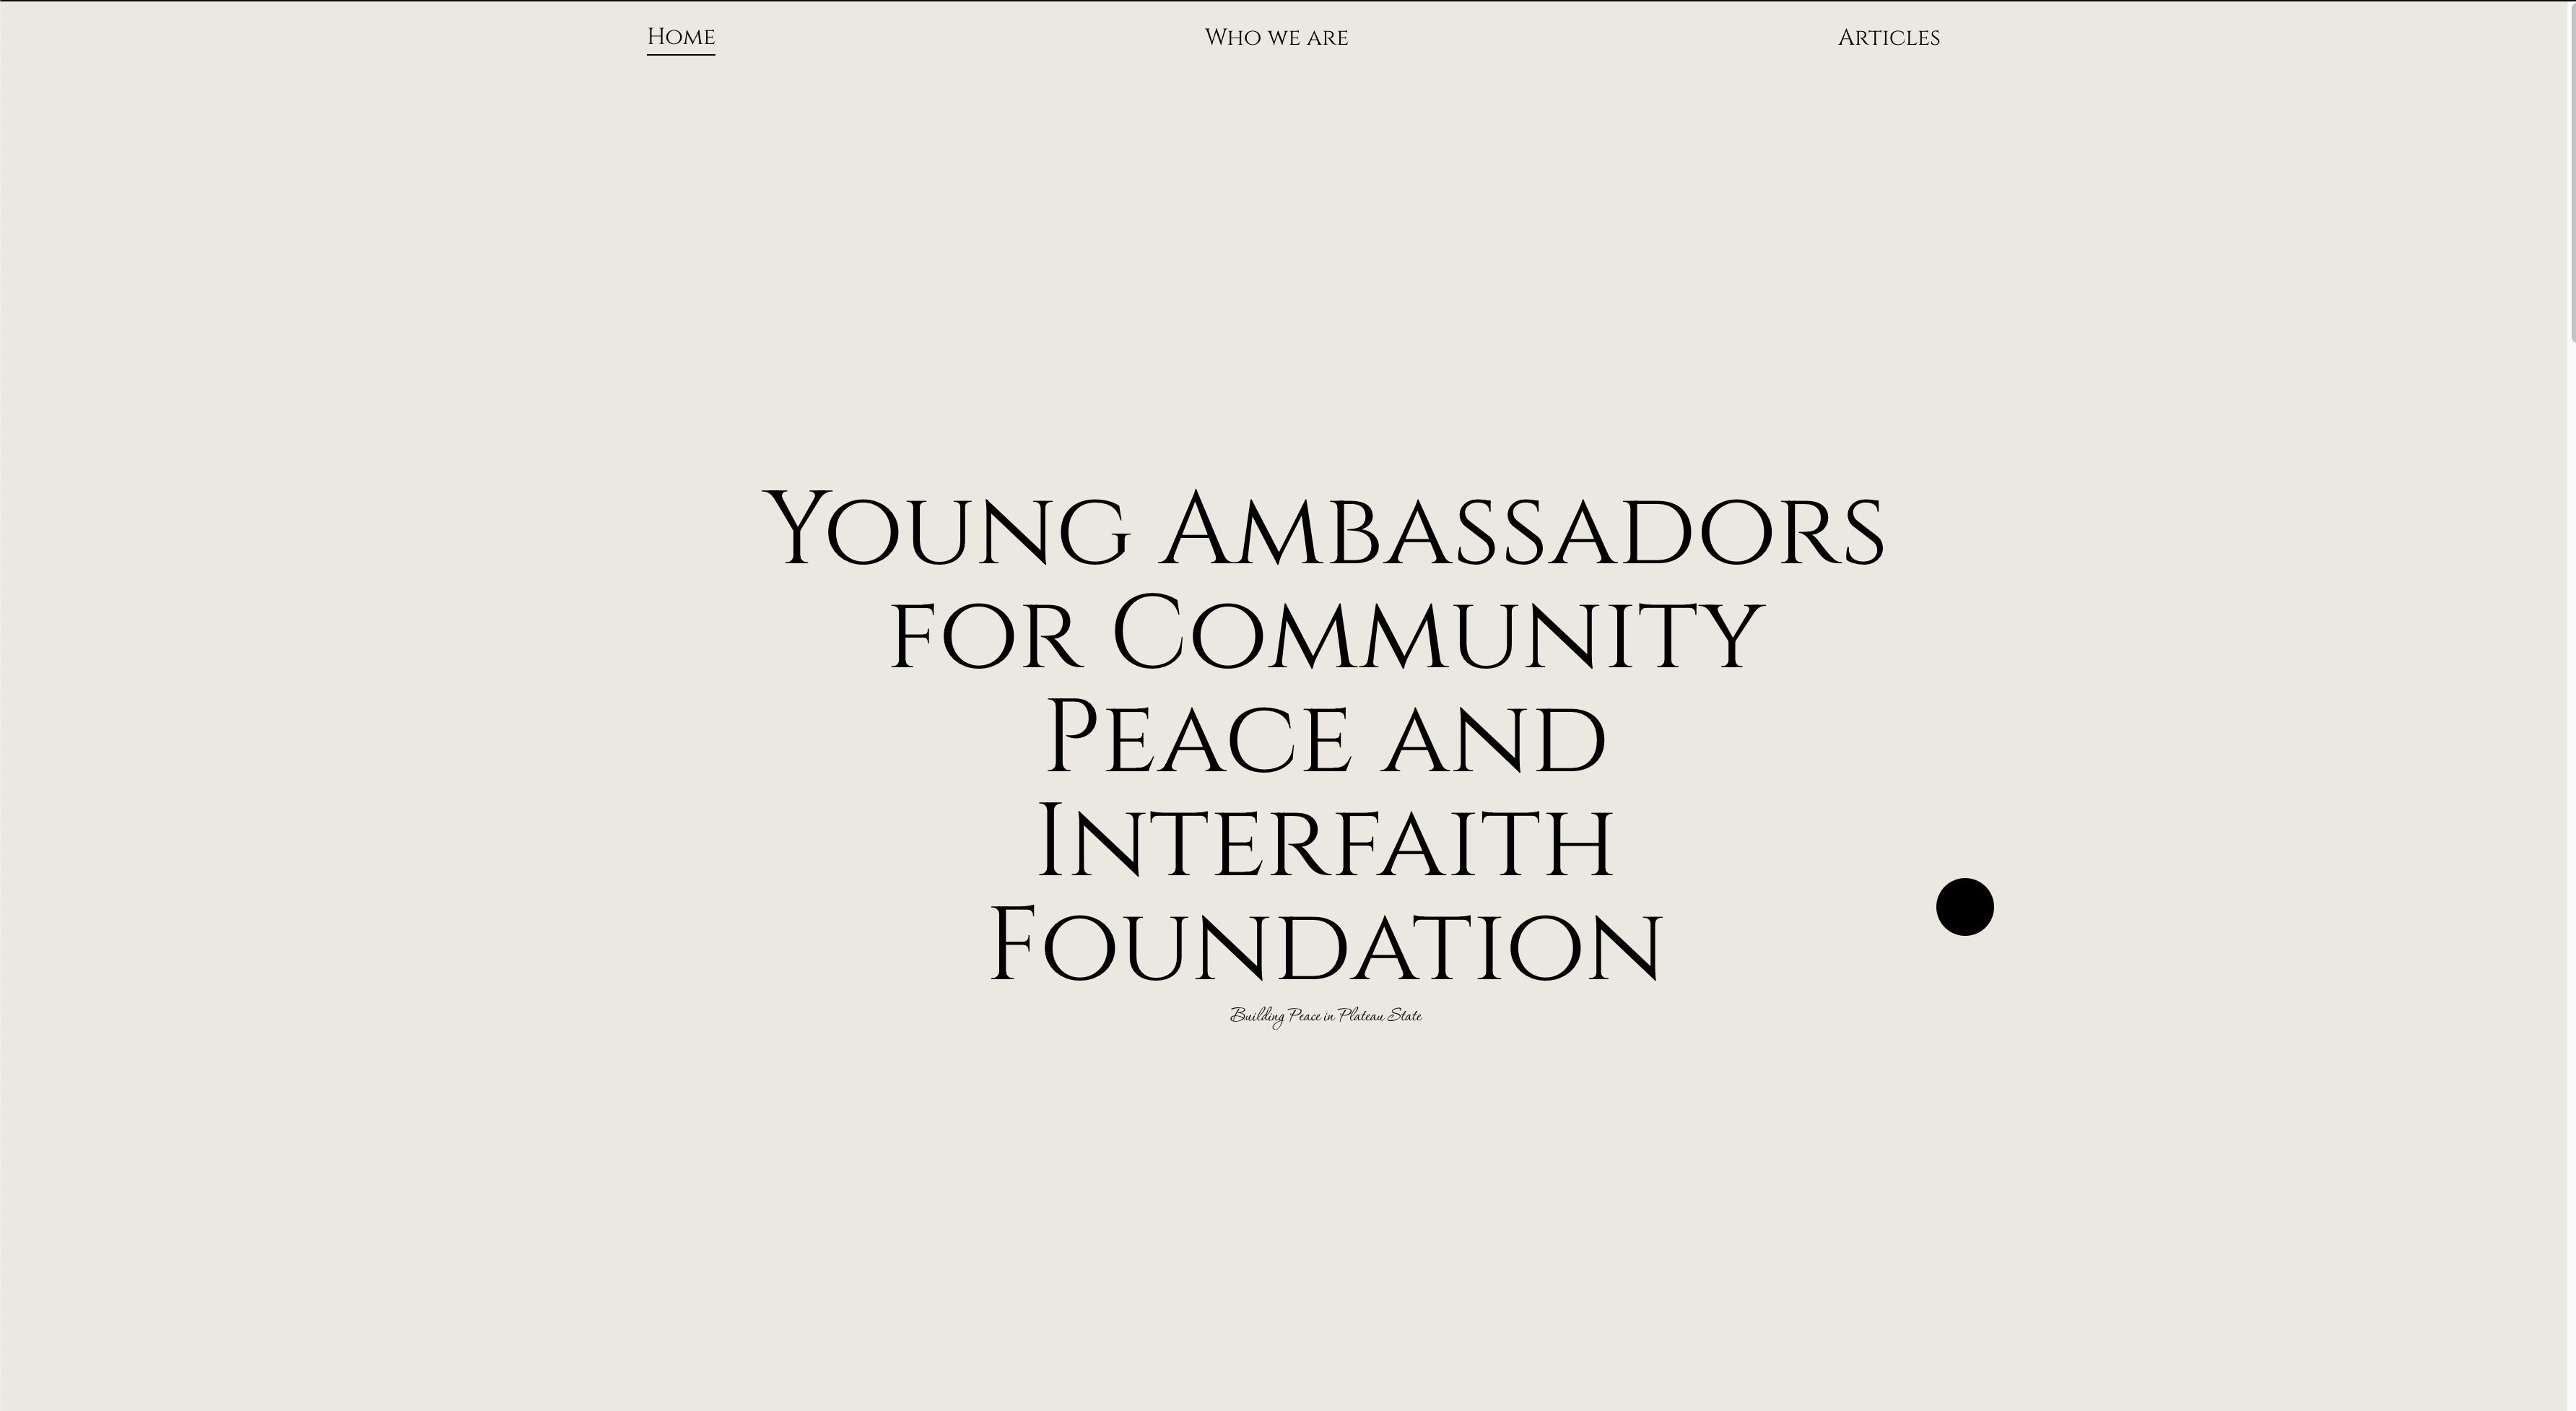 Home
Who we are
Articles
Young Ambassadors
for Community
Peace and
Interfaith
Foundation
Building Peace in Plateau State